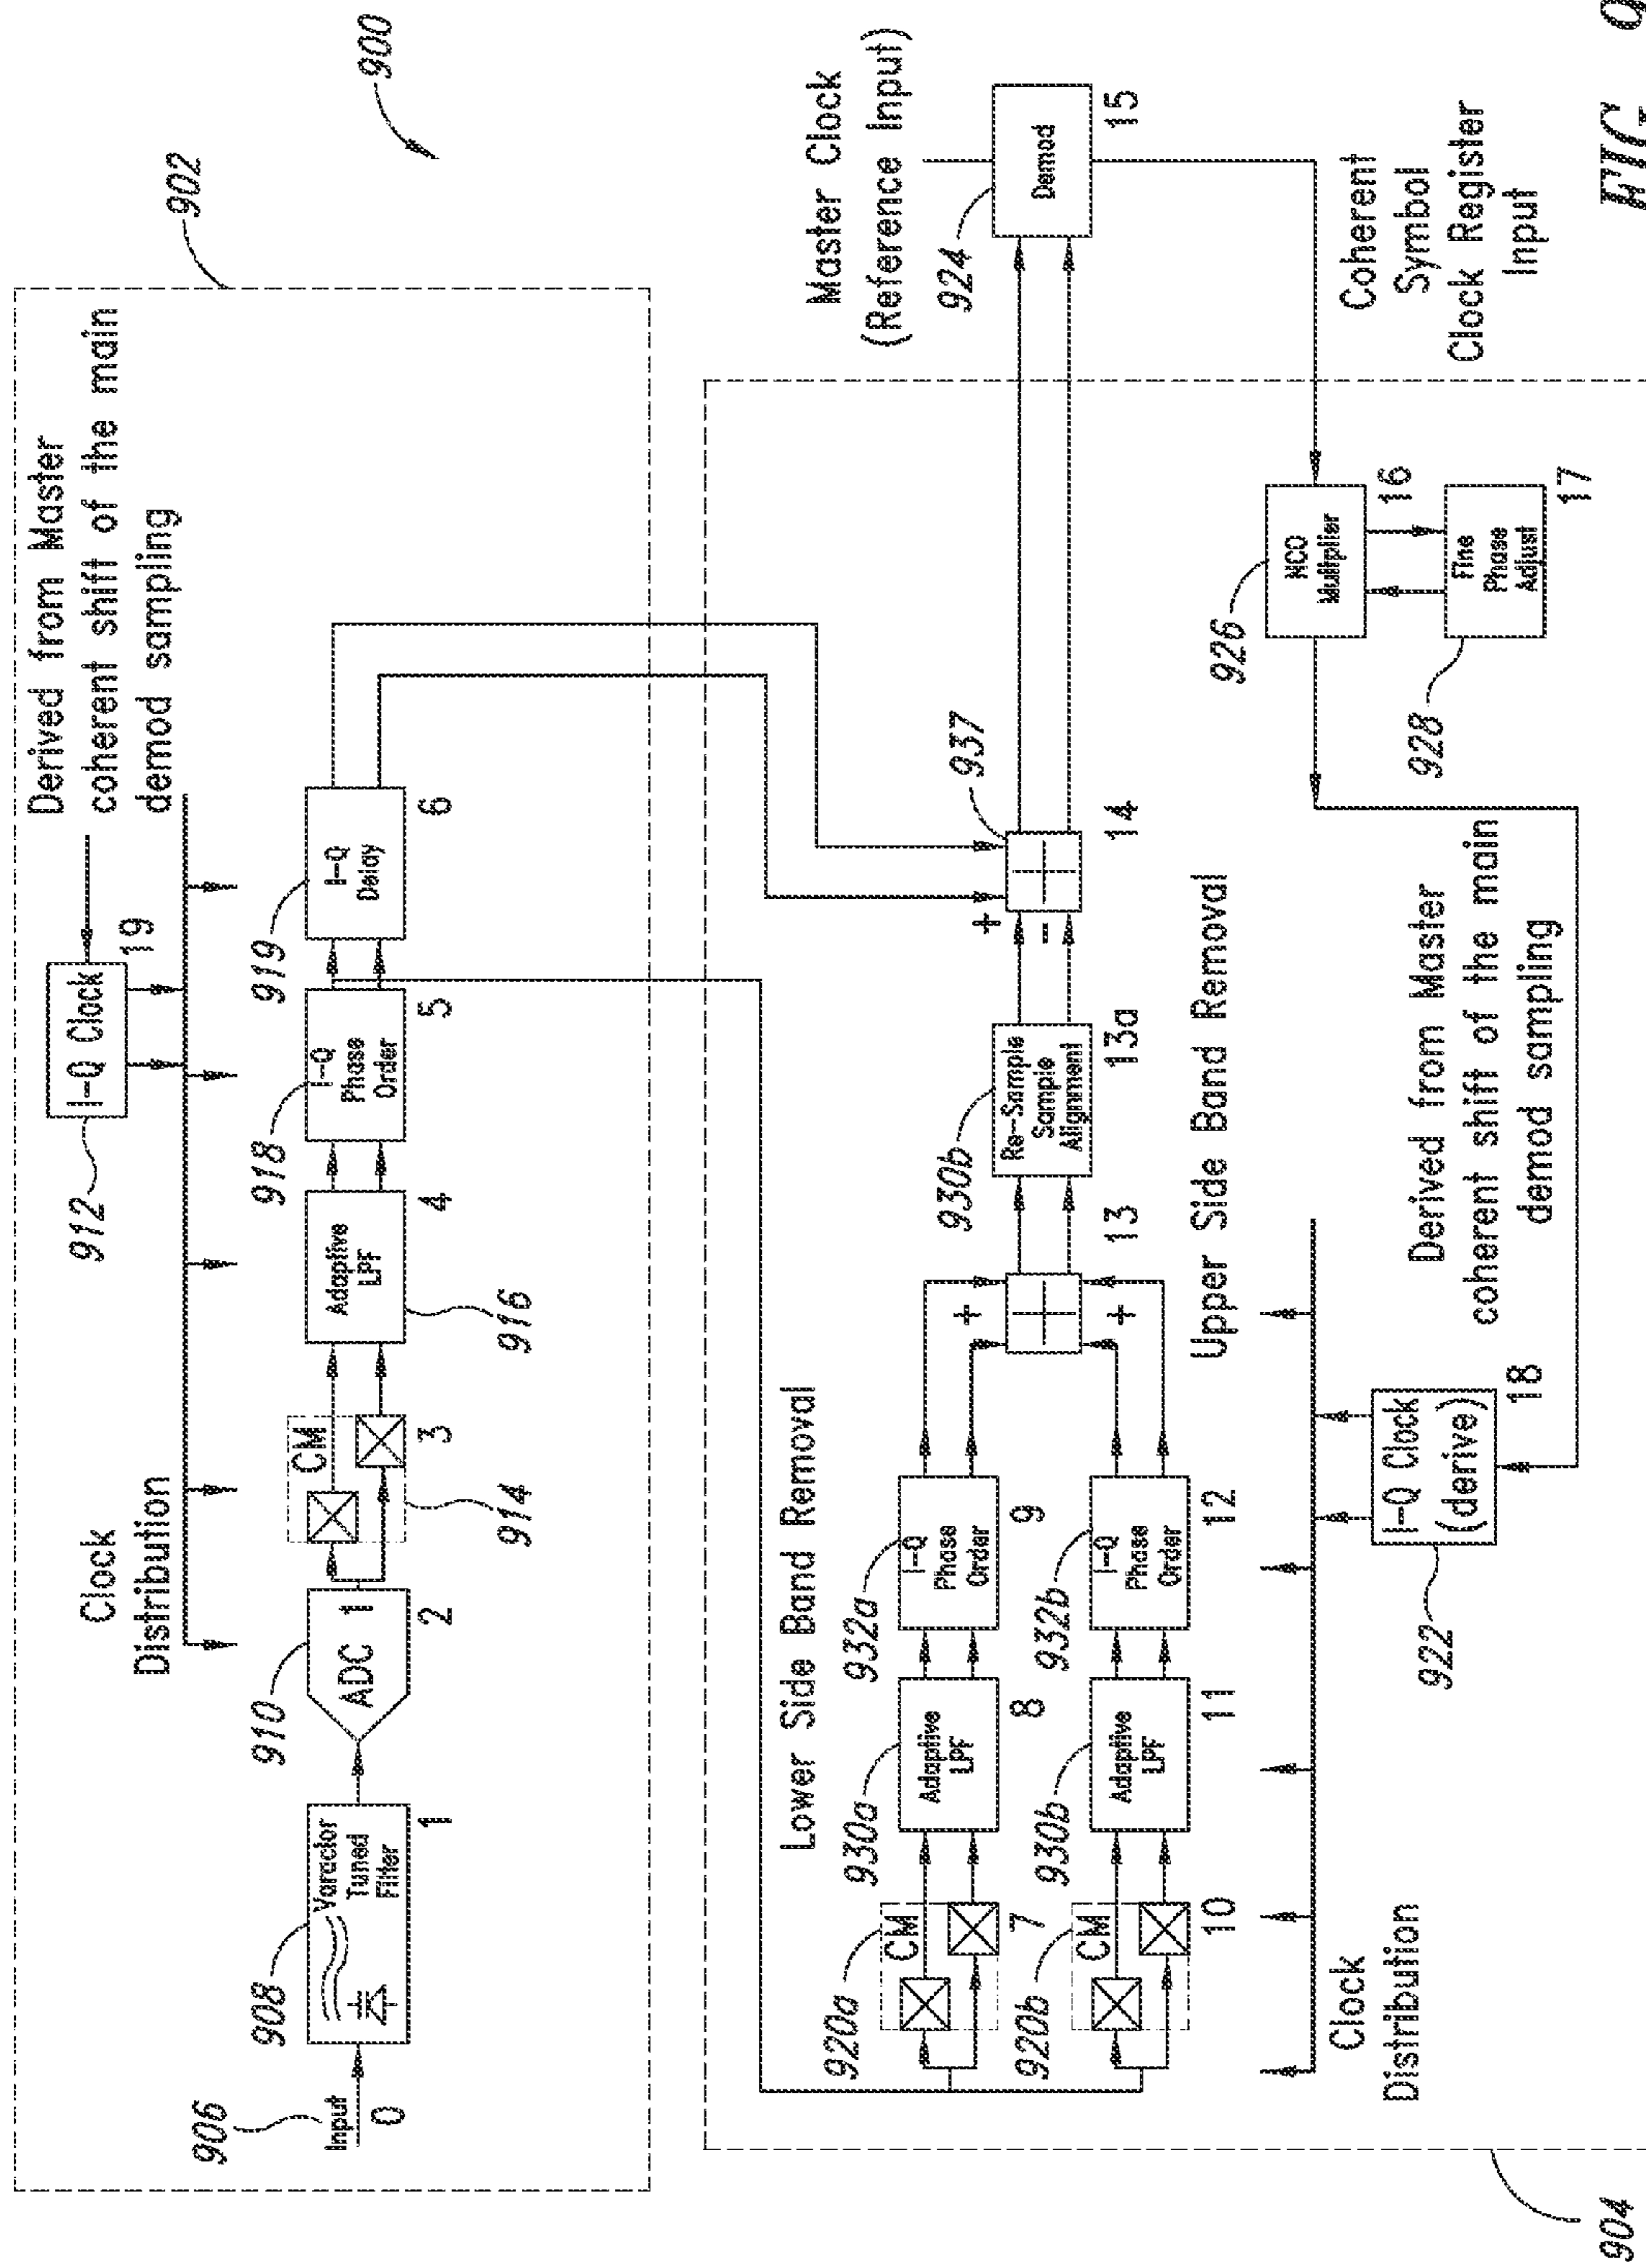 902
900
Derived from Master
coherent shift of the main
demod sampling
912
I-Q Clock
19
Clock
Distribution
906
Input
0
908
Varactor
Tuned
Filter
1
910
ADC 1
2
CM
3
914
Adaptive
LPF
4
916
918
I-Q
Phase
Order
5
919
I-Q
Delay
6
Lower Side Band Removal
920a
CM
7
930a
Adaptive
LPF
8
932a
I-Q
Phase
Order
9
920b
CM
10
930b
Adaptive
LPF
11
932b
I-Q
Phase
Order
12
+
+
13
930b
Re-Sample
Sample
Alignment
13a
+
-
937
14
Master Clock
(Reference Input)
924
Demod
15
Upper Side Band Removal
Coherent
Symbol
Clock Register
Input
926
NCO
Multiplier
16
928
Fine
Phase
Adjust
17
Derived from Master
coherent shift of the main
demod sampling
I-Q Clock
(derive)
18
922
Clock
Distribution
904
FIG. 9